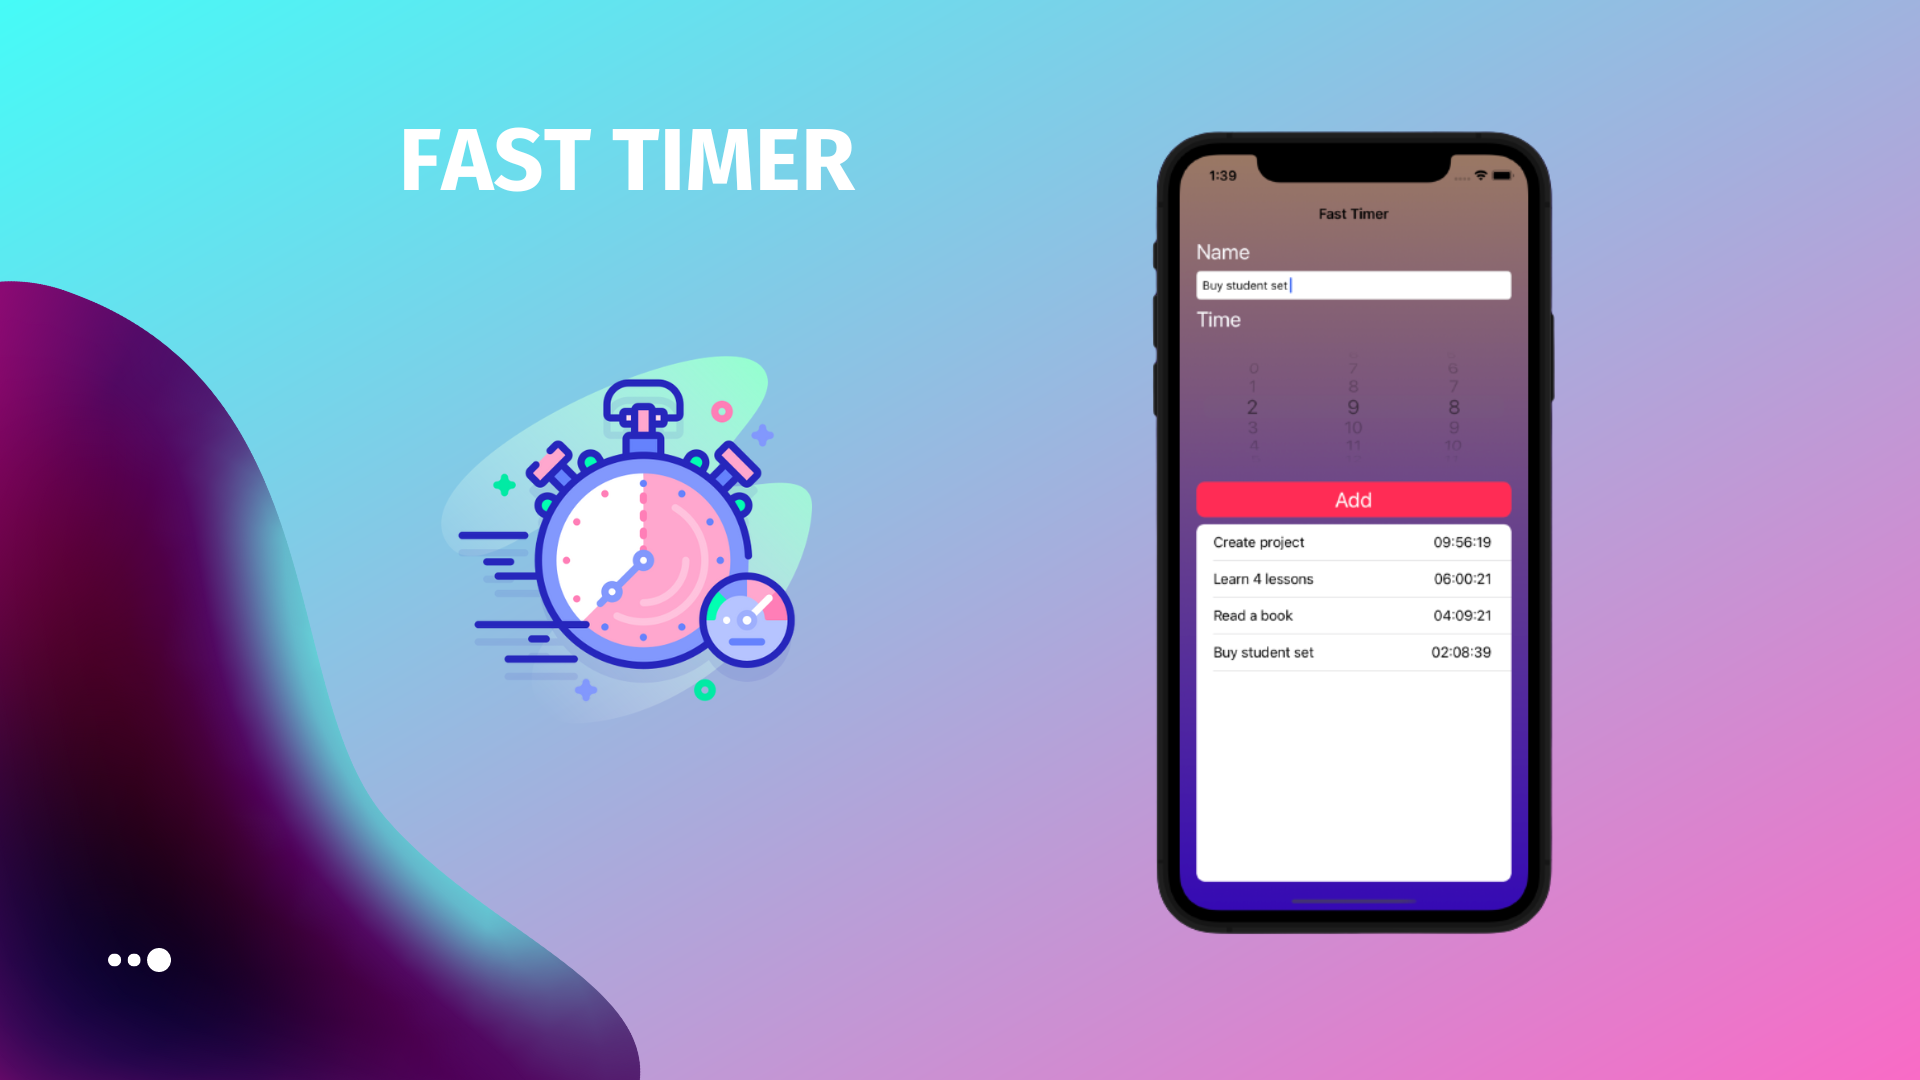 FAST TIMER
1:39
Fast Timer
Name
Buy student set
Time
0 7 6
1 8 7
2 9 8
3 10 9
4 11 10
Add
Create project 09:56:19
Learn 4 lessons 06:00:21
Read a book 04:09:21
Buy student set 02:08:39